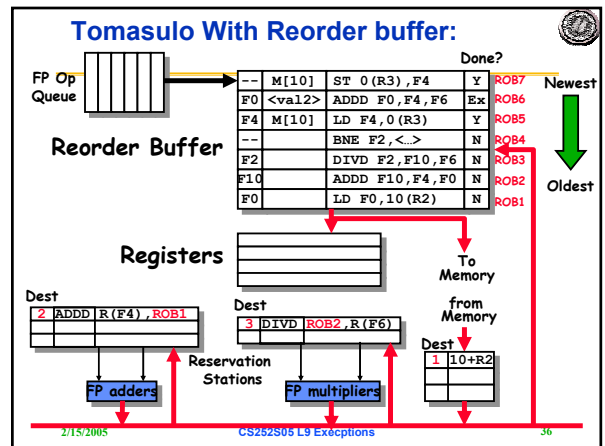 Tomasulo With Reorder buffer:
Done?
FP Op
Queue
-- M[10] ST 0(R3),F4 Y ROB7
F0 <val2> ADDD F0,F4,F6 Ex ROB6
F4 M[10] LD F4,0(R3) Y ROB5
-- BNE F2,<…> N ROB4
F2 DIVD F2,F10,F6 N ROB3
F10 ADDD F10,F4,F0 N ROB2
F0 LD F0,10(R2) N ROB1
Newest
Oldest
Reorder Buffer
Registers
To
Memory
from
Memory
Dest
2 ADDD R(F4),ROB1
Dest
3 DIVD ROB2,R(F6)
Dest
1 10+R2
Reservation
Stations
FP adders
FP multipliers
2/15/2005 CS252S05 L9 Exécptions 36